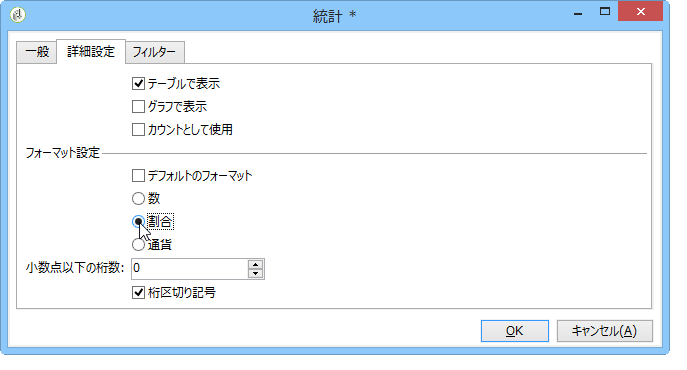 統計 *
一般 詳細設定 フィルター
テーブルで表示
グラフで表示
カウントとして使用
フォーマット設定
デフォルトのフォーマット
数
割合
通貨
小数点以下の桁数: 0
桁区切り記号
OK キャンセル(A)